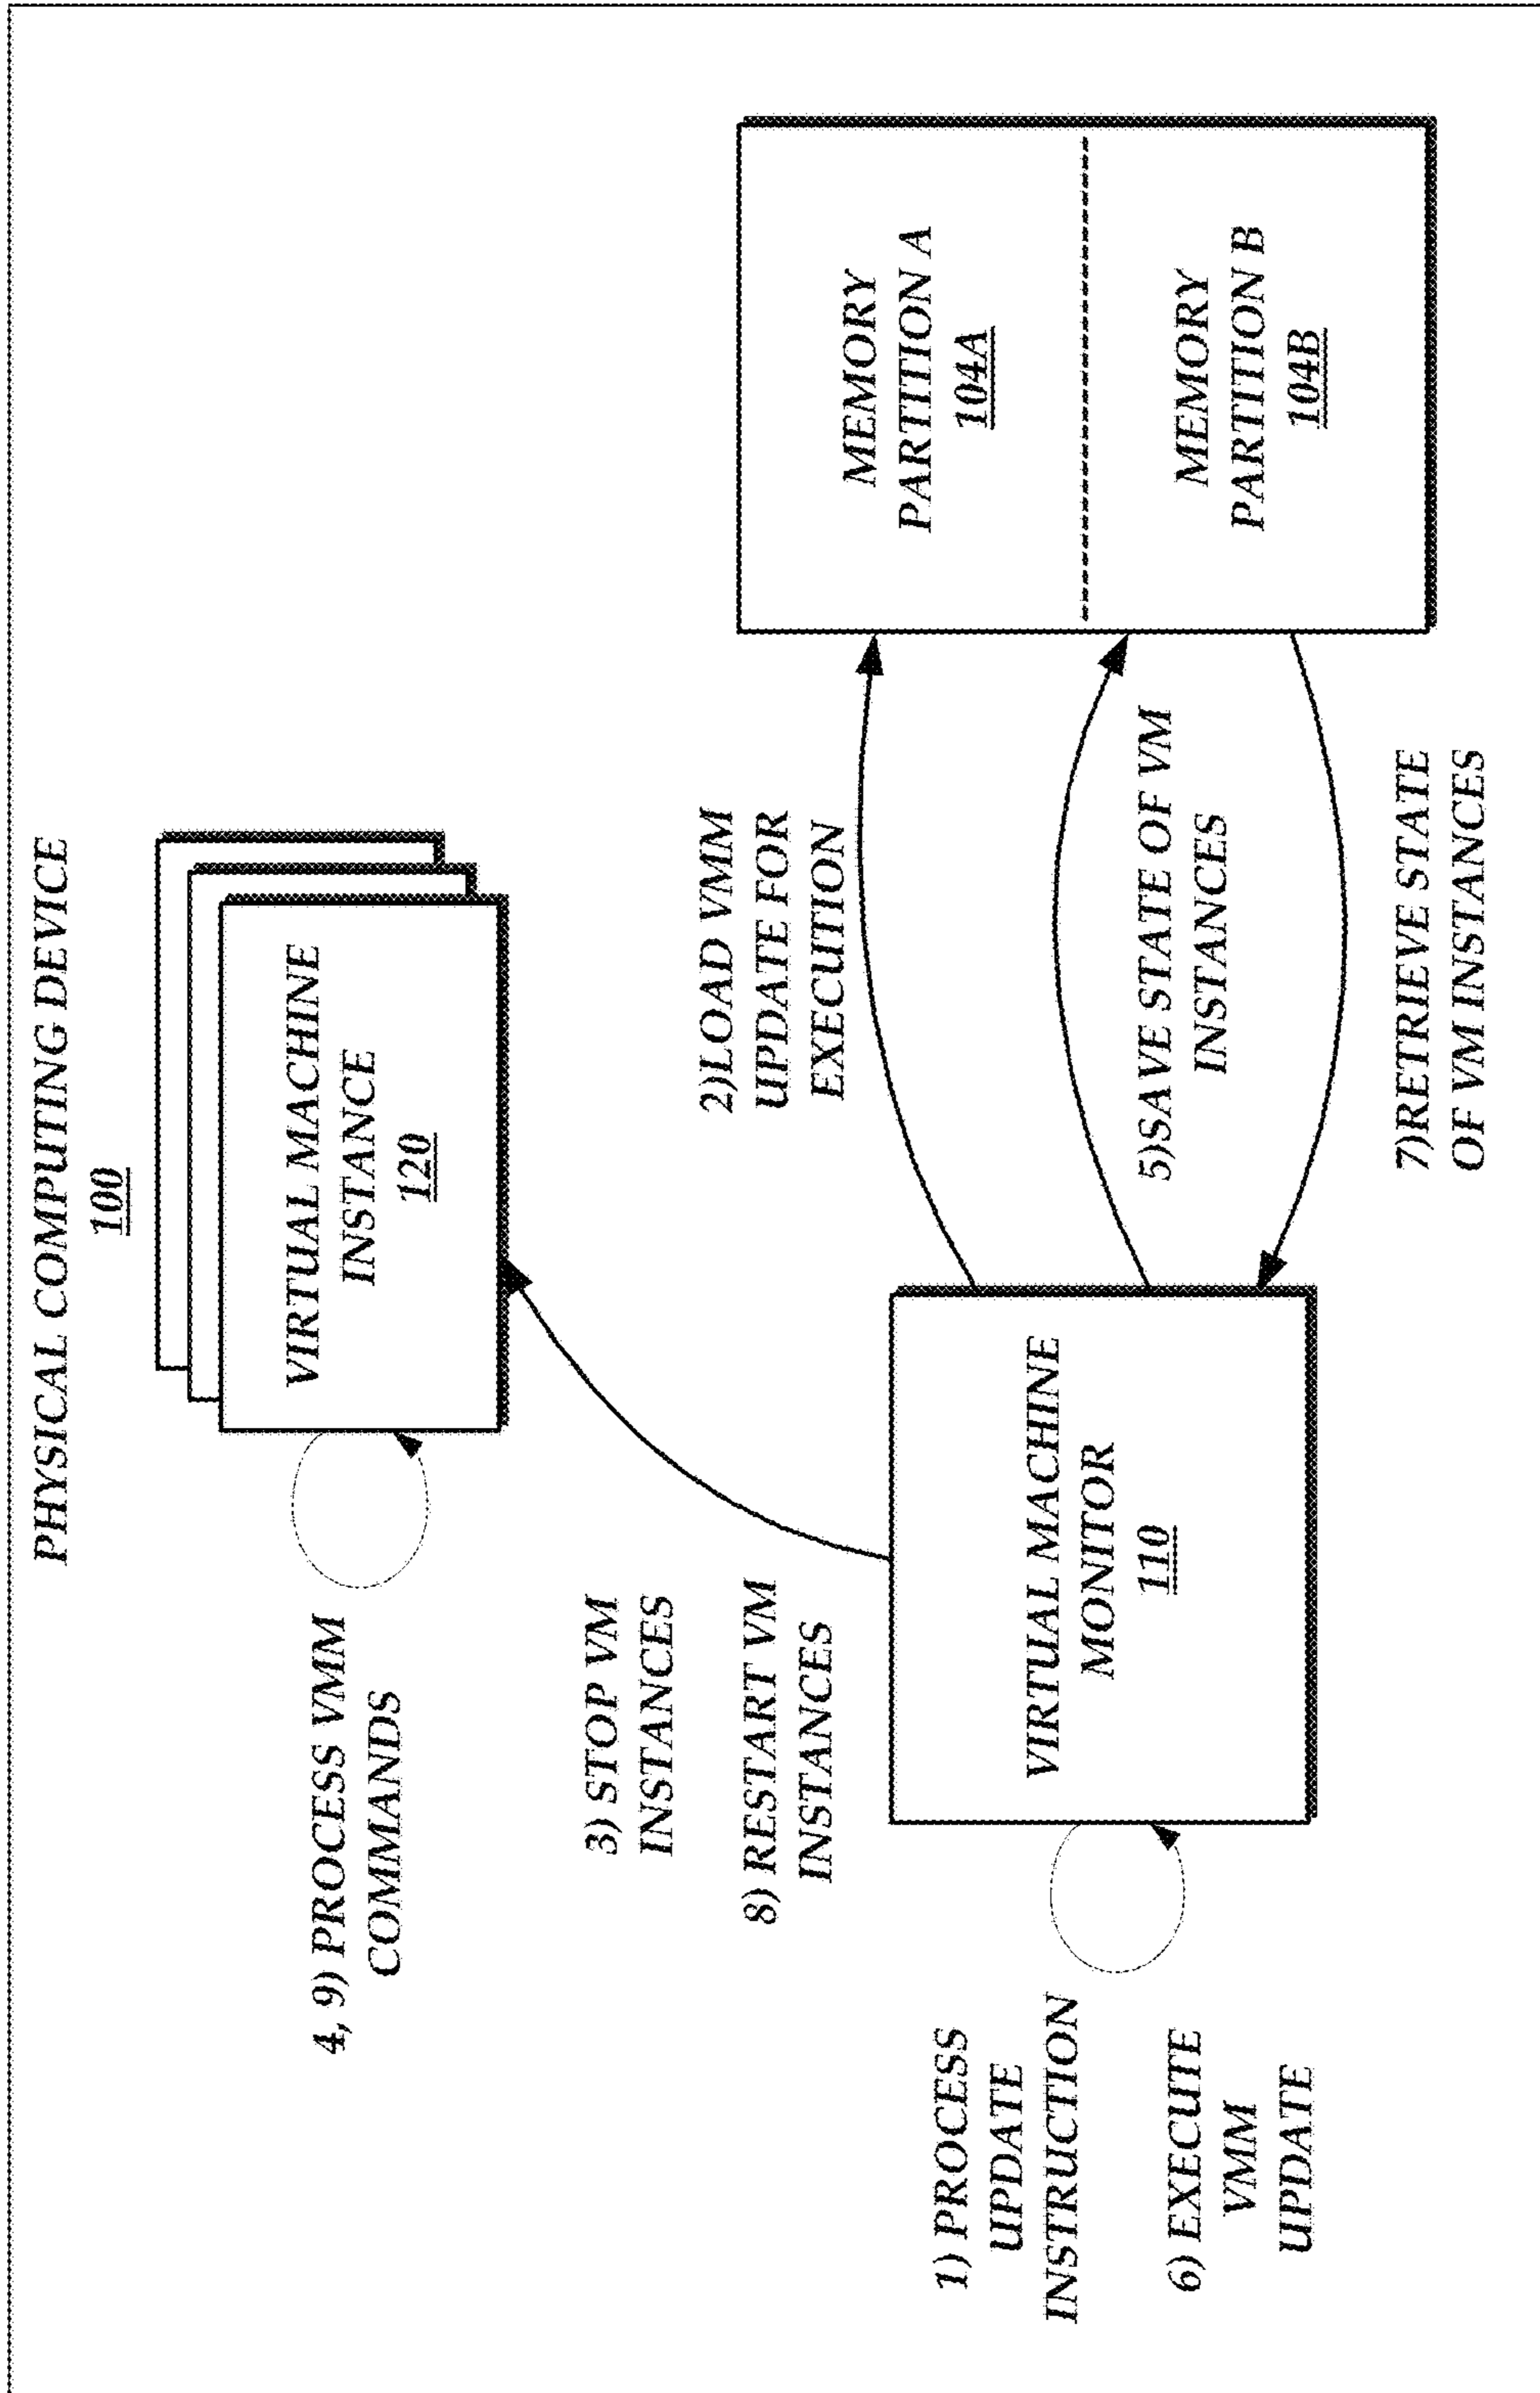 PHYSICAL COMPUTING DEVICE
100
4, 9) PROCESS VMM
COMMANDS
VIRTUAL MACHINE
INSTANCE
120
3) STOP VM
INSTANCES
8) RESTART VM
INSTANCES
2)LOAD VMM
UPDATE FOR
EXECUTION
1) PROCESS
UPDATE
INSTRUCTION
6) EXECUTE
VMM
UPDATE
VIRTUAL MACHINE
MONITOR
110
5)SAVE STATE OF VM
INSTANCES
7)RETRIEVE STATE
OF VM INSTANCES
MEMORY
PARTITION A
104A
MEMORY
PARTITION B
104B